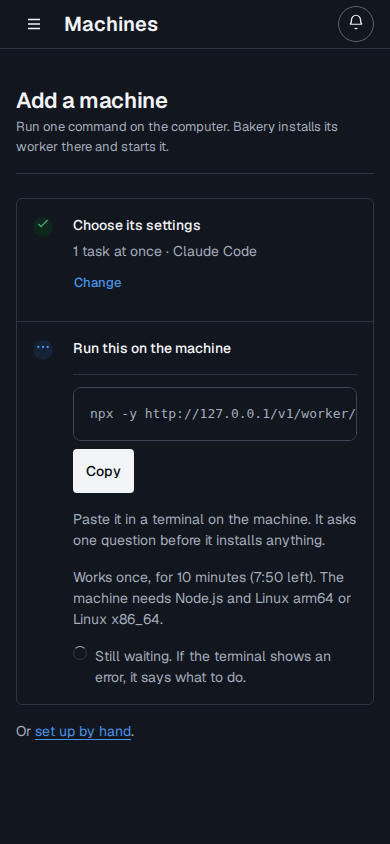 Machines
Add a machine
Run one command on the computer. Bakery installs its
worker there and starts it.
Choose its settings
1 task at once · Claude Code
Change
Run this on the machine
npx -y http://127.0.0.1/v1/worker/
Copy
Paste it in a terminal on the machine. It asks
one question before it installs anything.
Works once, for 10 minutes (7:50 left). The
machine needs Node.js and Linux arm64 or
Linux x86_64.
Still waiting. If the terminal shows an
error, it says what to do.
Or set up by hand.